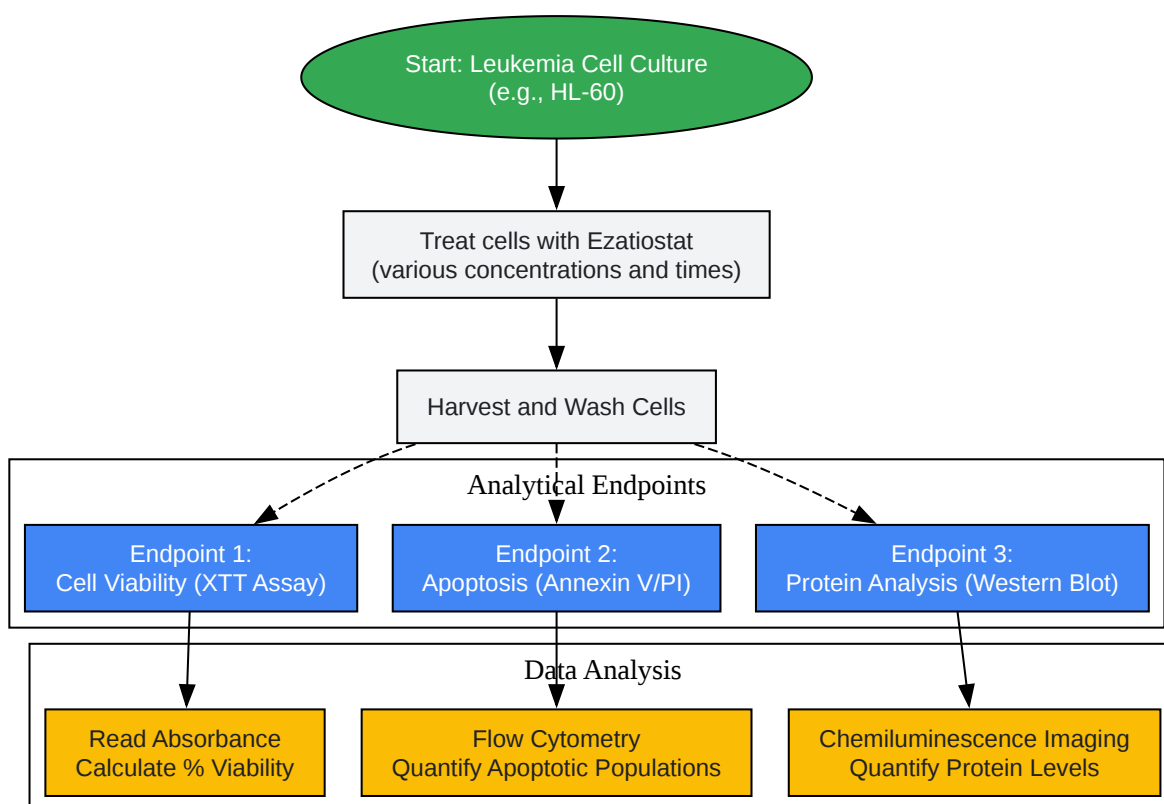 Start: Leukemia Cell Culture
(e.g., HL-60)
Treat cells with Ezatiostat
(various concentrations and times)
Harvest and Wash Cells
Analytical Endpoints
Endpoint 1:
Cell Viability (XTT Assay)
Endpoint 2:
Apoptosis (Annexin V/PI)
Endpoint 3:
Protein Analysis (Western Blot)
Data Analysis
Read Absorbance
Calculate % Viability
Flow Cytometry
Quantify Apoptotic Populations
Chemiluminescence Imaging
Quantify Protein Levels